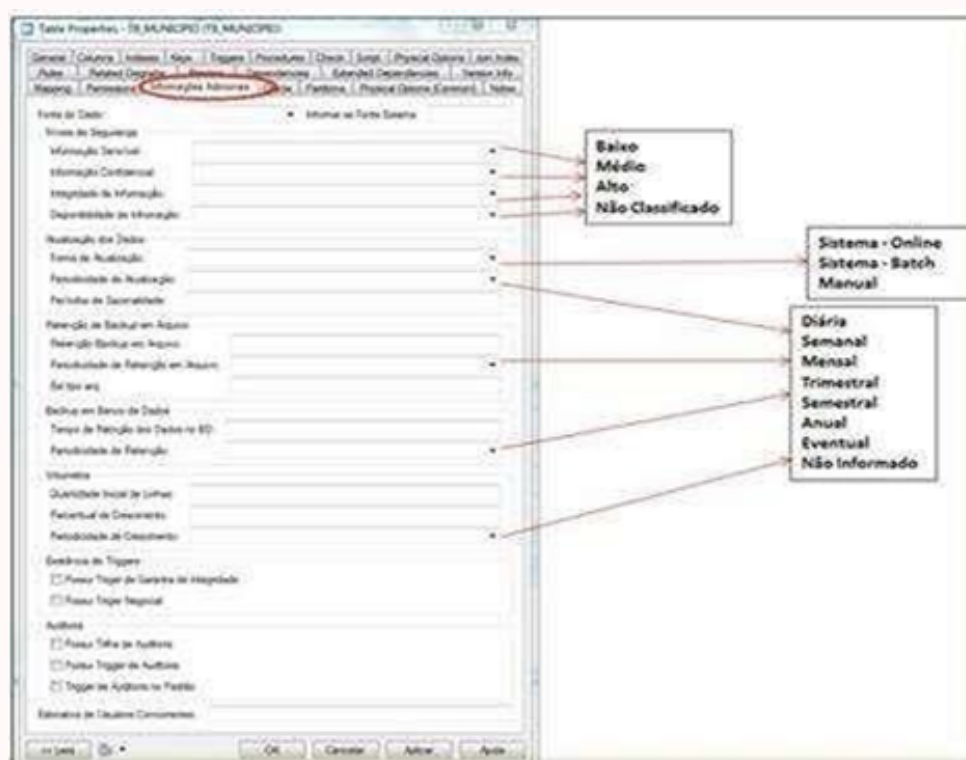 Table Properties - TB_MUNICIPIO (TB_MUNICIPIO)
General Columns Indexes Keys Triggers Procedures Check Script Physical Options Join Index
Rules Related Diagrams Dependencies Extended Dependencies Version Info
Mapping Permissions Informações Adicionais Partitions Physical Options (Common) Notes
Fonte do Dado: Informar se Fonte Externa
Níveis de Segurança
Informação Sensível:
Informação Confidencial:
Integridade da Informação:
Disponibilidade da Informação:
Atualização dos Dados
Forma de Atualização:
Periodicidade de Atualização:
Períodos de Sazonalidade:
Retenção de Backup em Arquivo
Retenção Backup em Arquivo:
Periodicidade de Retenção em Arquivo:
Backup em Banco de Dados
Tempo de Retenção dos Dados no BD:
Periodicidade de Retenção:
Volumetria
Quantidade Inicial de Linhas:
Percentual de Crescimento:
Periodicidade de Crescimento:
Existência de Triggers
Possui Trigger de Garantia de Integridade
Possui Trigger Negocial
Auditoria
Possui Trilha de Auditoria
Possui Trigger de Auditoria
Trigger de Auditoria no Padrão
Estimativa de Usuários Concorrentes:
<< Less OK Cancelar Aplicar Ajuda
Baixo
Médio
Alto
Não Classificado
Sistema - Online
Sistema - Batch
Manual
Diária
Semanal
Mensal
Trimestral
Semestral
Anual
Eventual
Não Informado